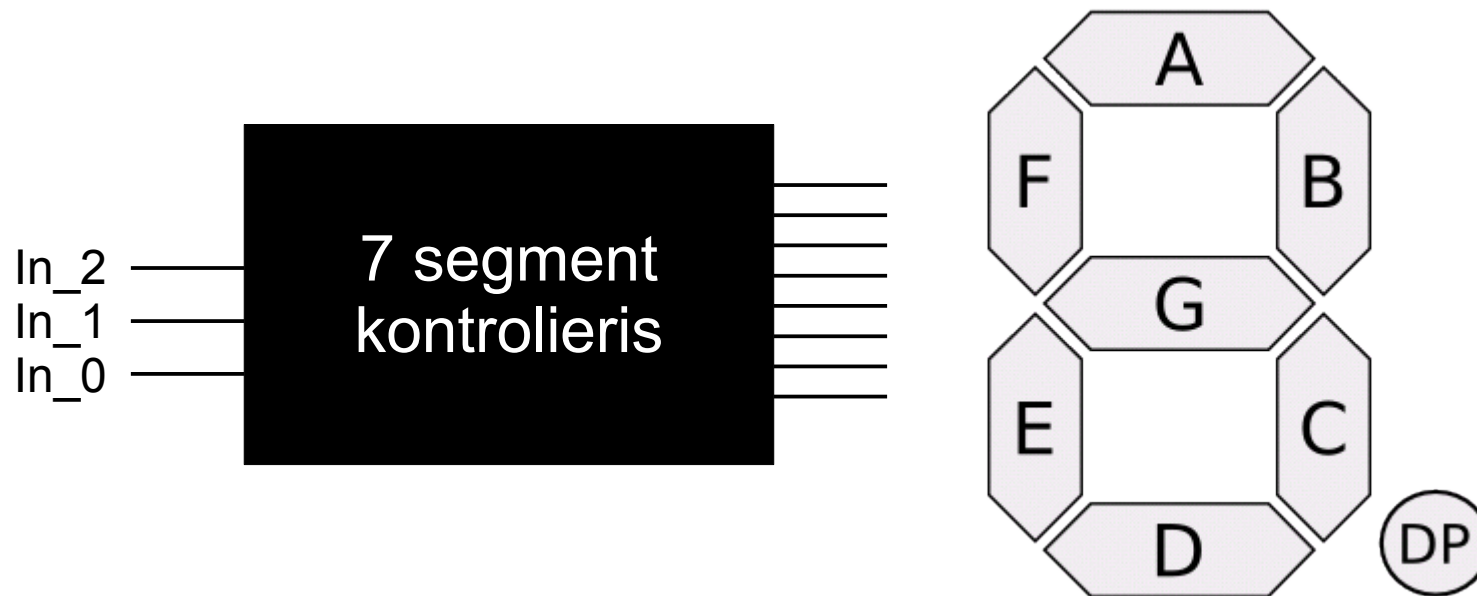 In_2
In_1
In_0
7 segment
kontrolieris
A
F
B
G
E
C
D
DP